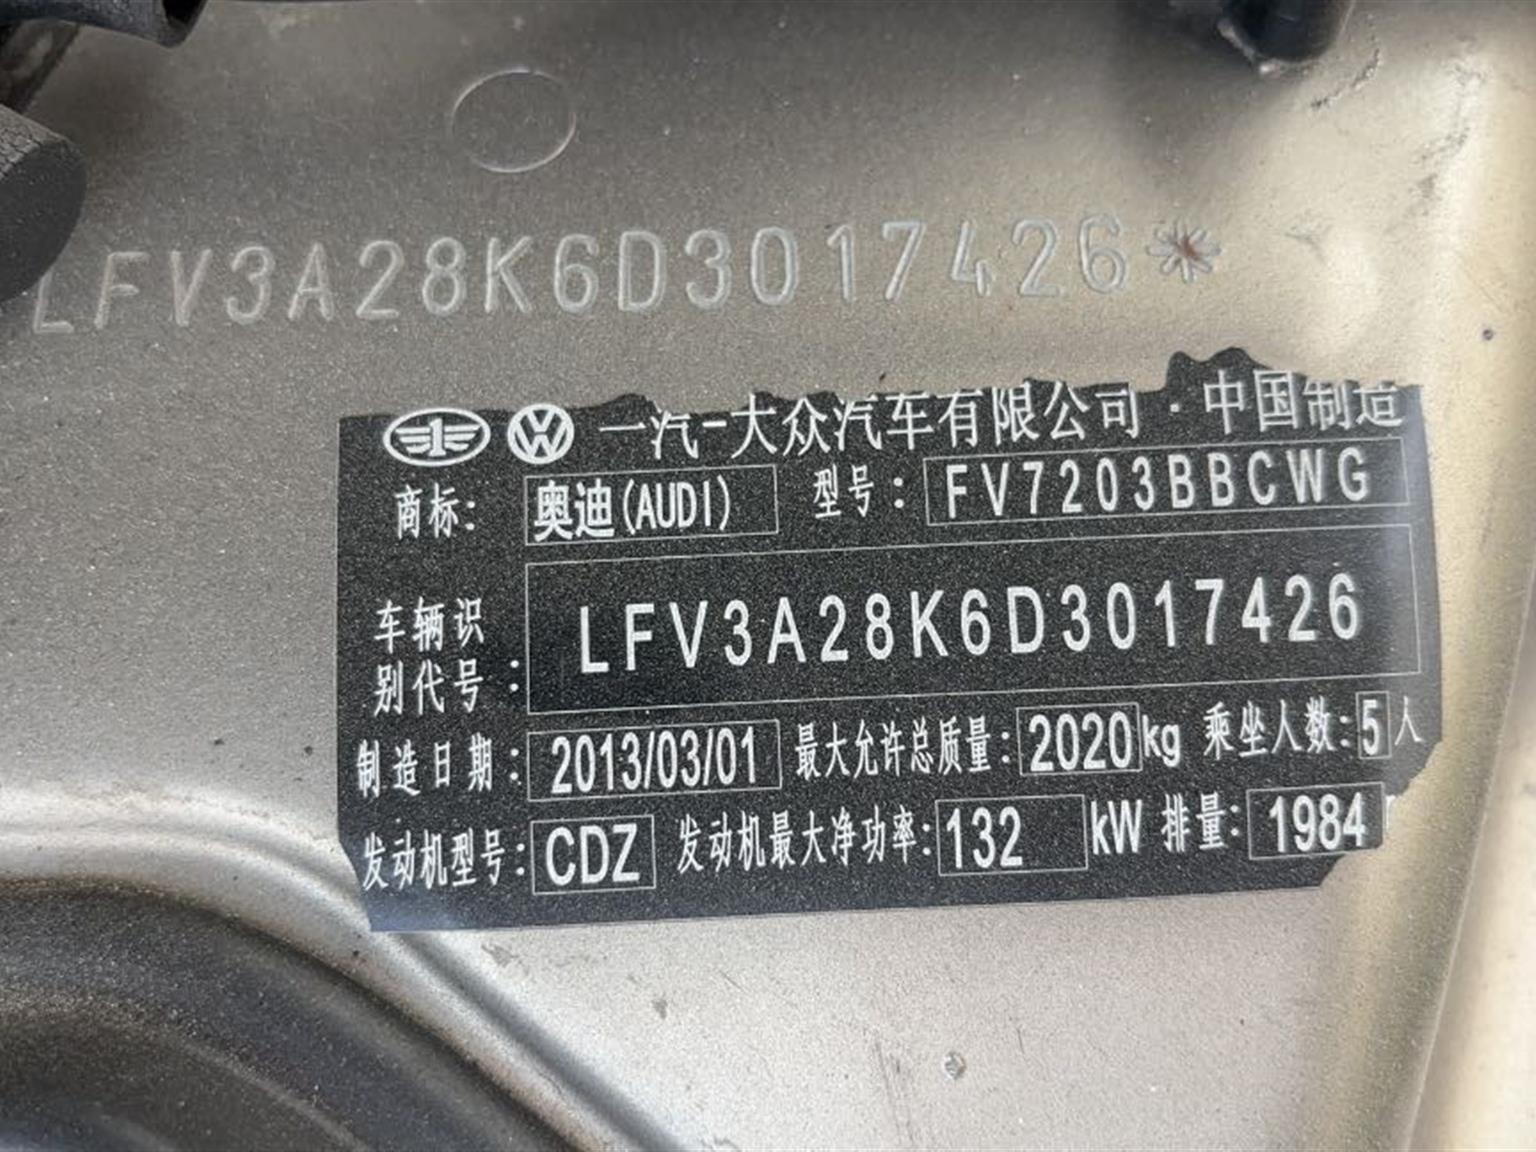 LFV3A28K6D3017426*
一汽-大众汽车有限公司·中国制造
商标: 奥迪(AUDI) 型号: FV7203BBCWG
车辆识别代号: LFV3A28K6D3017426
制造日期: 2013/03/01 最大允许总质量: 2020kg 乘坐人数: 5人
发动机型号: CDZ 发动机最大净功率: 132 kW 排量: 1984